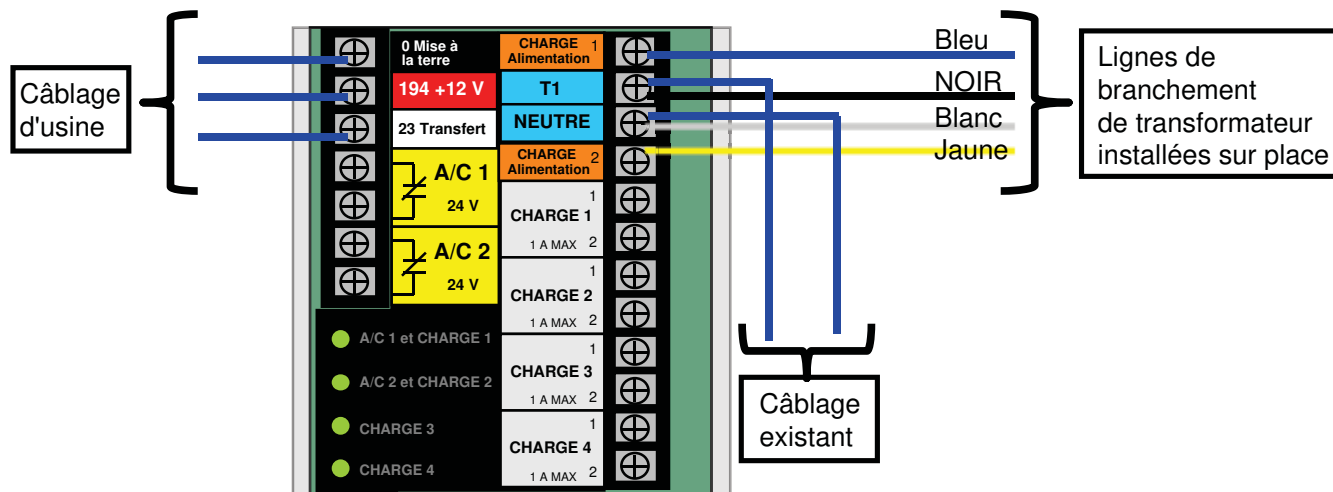 Câblage
d'usine
0 Mise à
la terre
194 +12 V
23 Transfert
A/C 1
24 V
A/C 2
24 V
A/C 1 et CHARGE 1
A/C 2 et CHARGE 2
CHARGE 3
CHARGE 4
CHARGE 1
Alimentation
T1
NEUTRE
CHARGE 2
Alimentation
1
CHARGE 1
1 A MAX 2
1
CHARGE 2
1 A MAX 2
1
CHARGE 3
1 A MAX 2
1
CHARGE 4
1 A MAX 2
Bleu
NOIR
Blanc
Jaune
Lignes de
branchement
de transformateur
installées sur place
Câblage
existant